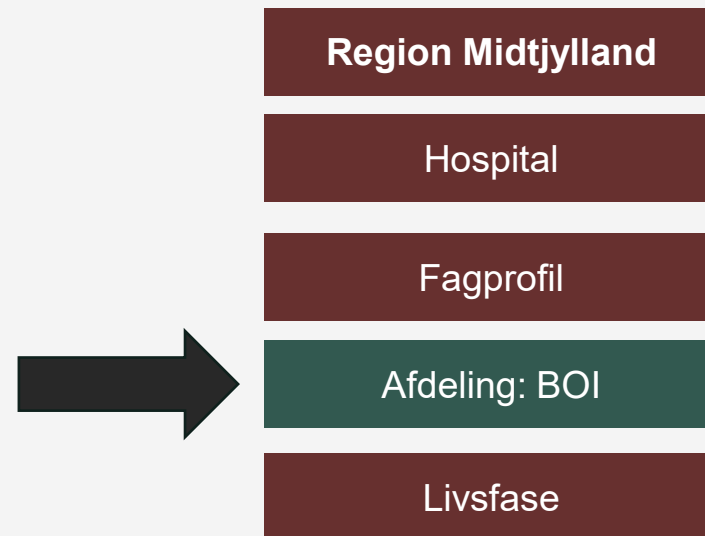 Region Midtjylland
Hospital
Fagprofil
Afdeling: BOI
Livsfase